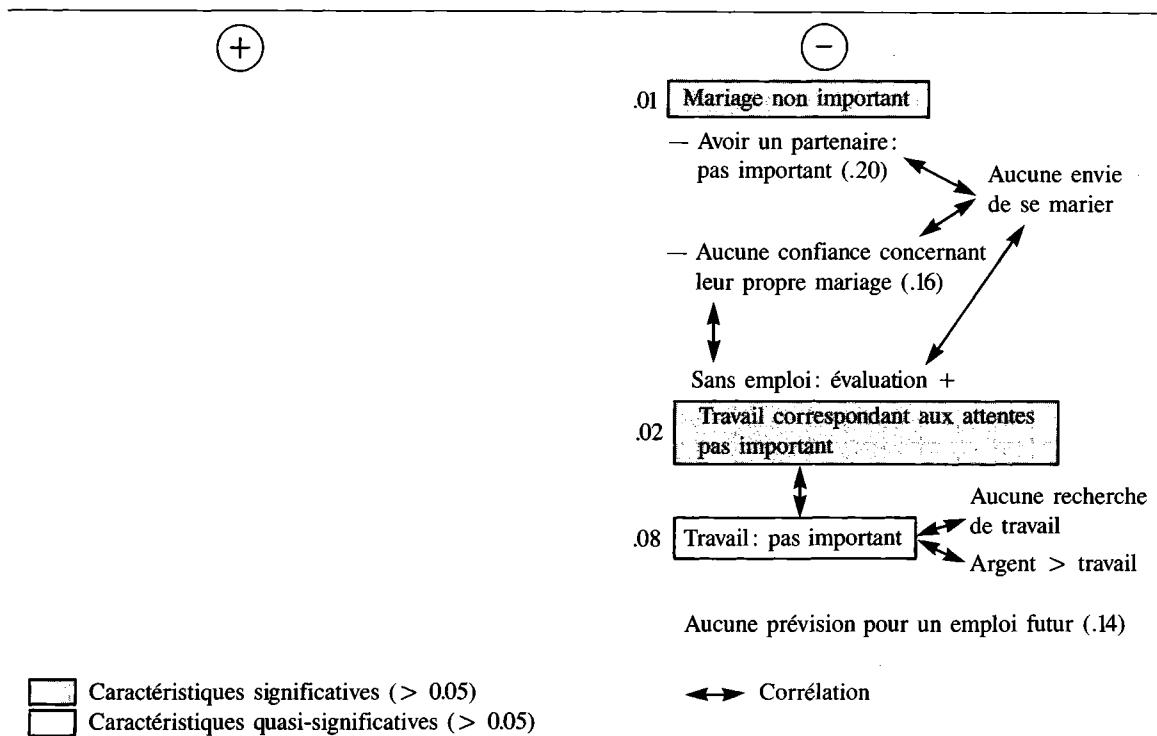 +
−
.01 Mariage non important
— Avoir un partenaire:
pas important (.20)
Aucune envie
de se marier
— Aucune confiance concernant
leur propre mariage (.16)
Sans emploi: évaluation +
.02 Travail correspondant aux attentes
pas important
.08 Travail: pas important
Aucune recherche
de travail
Argent > travail
Aucune prévision pour un emploi futur (.14)
Caractéristiques significatives (> 0.05)
Corrélation
Caractéristiques quasi-significatives (> 0.05)